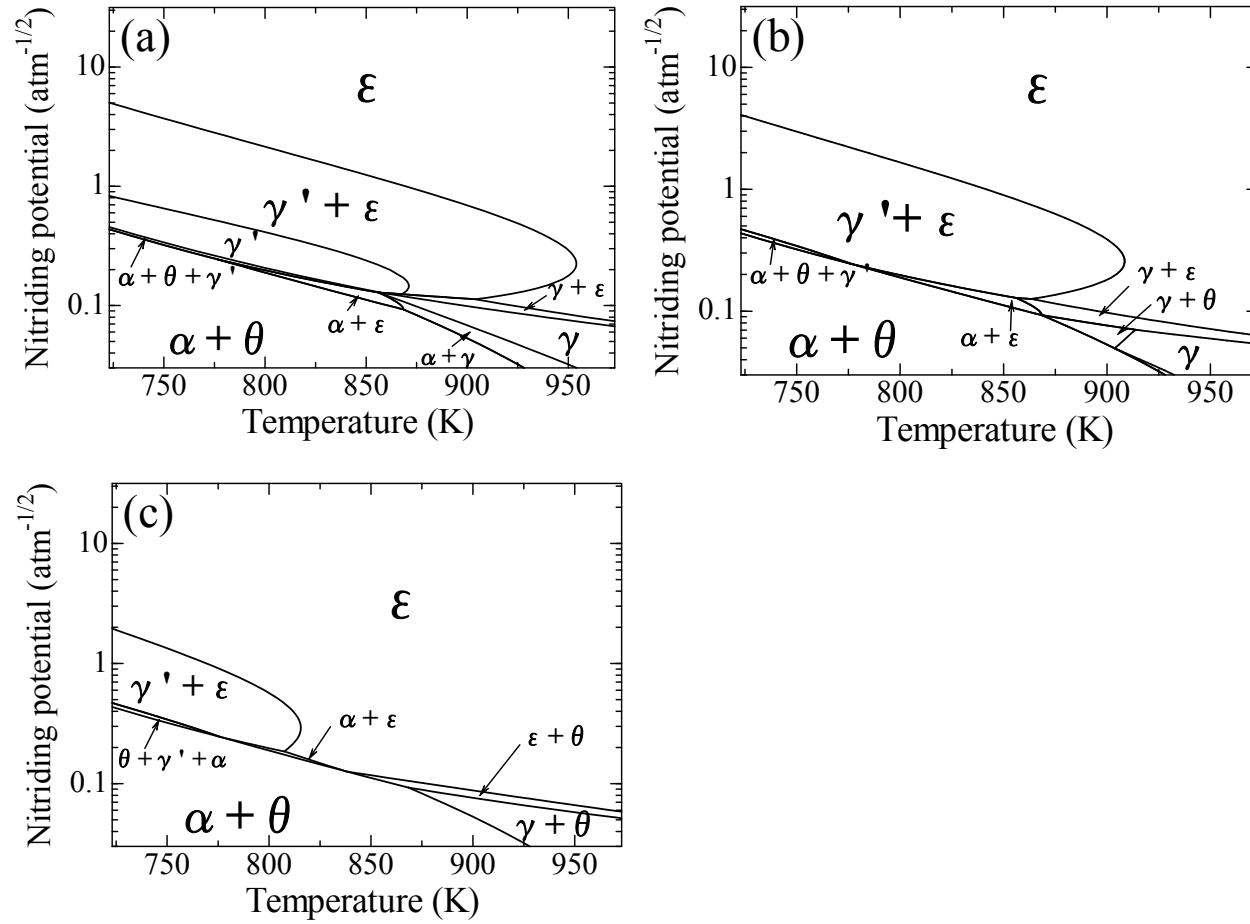 (a)
Nitriding potential (atm-1/2)
10
1
0.1
ε
γ ' + ε
γ '
α + θ + γ '
α + ε
γ + ε
α + γ
γ
α + θ
750 800 850 900 950
Temperature (K)
(b)
Nitriding potential (atm-1/2)
10
1
0.1
ε
γ ' + ε
α + θ + γ '
γ + ε
γ + θ
α + ε
γ
α + θ
750 800 850 900 950
Temperature (K)
(c)
Nitriding potential (atm-1/2)
10
1
0.1
ε
γ ' + ε
α + ε
ε + θ
θ + γ ' + α
α + θ
γ + θ
750 800 850 900 950
Temperature (K)